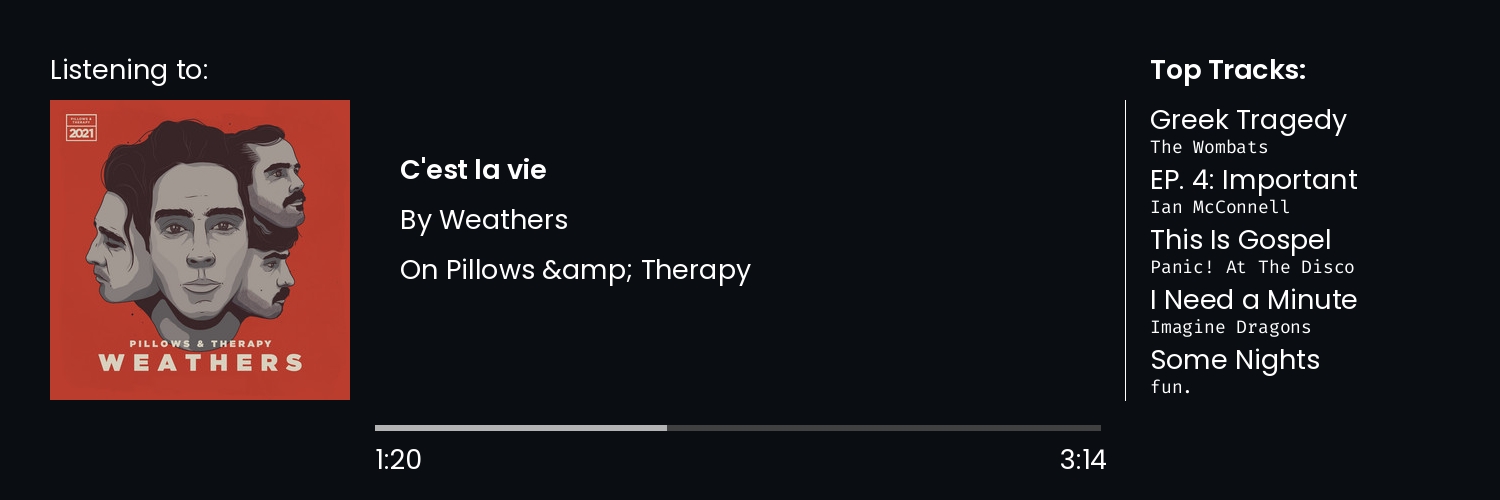 Listening to:
PILLOWS &
THERAPY
2021
PILLOWS & THERAPY
WEATHERS
C'est la vie
By Weathers
On Pillows &amp; Therapy
1:20
3:14
Top Tracks:
Greek Tragedy
The Wombats
EP. 4: Important
Ian McConnell
This Is Gospel
Panic! At The Disco
I Need a Minute
Imagine Dragons
Some Nights
fun.